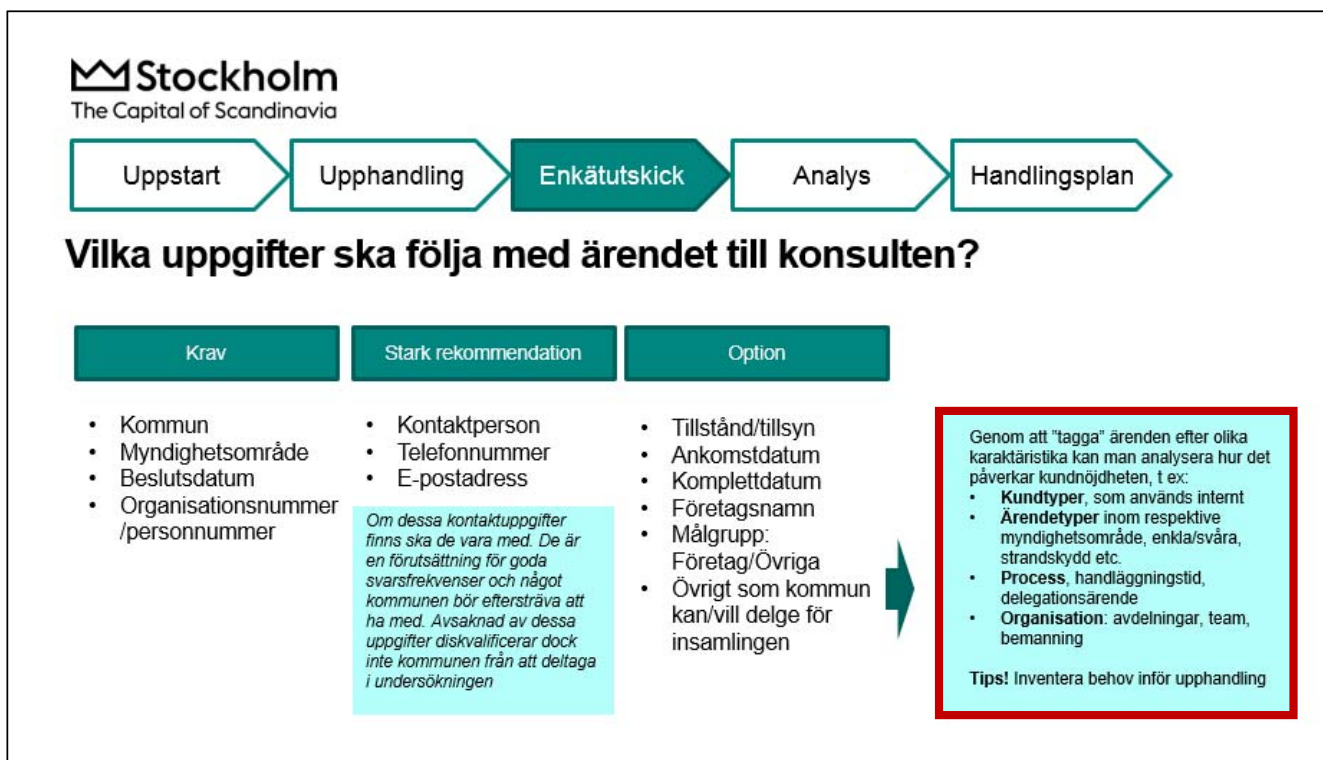 Stockholm
The Capital of Scandinavia
Uppstart
Upphandling
Enkätutskick
Analys
Handlingsplan
Vilka uppgifter ska följa med ärendet till konsulten?
Krav
Stark rekommendation
Option
• Kommun
• Myndighetsområde
• Beslutsdatum
• Organisationsnummer
/personnummer
• Kontaktperson
• Telefonnummer
• E-postadress
Om dessa kontaktuppgifter
finns ska de vara med. De är
en förutsättning för goda
svarsfrekvenser och något
kommunen bör eftersträva att
ha med. Avsaknad av dessa
uppgifter diskvalificerar dock
inte kommunen från att deltaga
i undersökningen
• Tillstånd/tillsyn
• Ankomstdatum
• Komplettdatum
• Företagsnamn
• Målgrupp:
Företag/Övriga
• Övrigt som kommun
kan/vill delge för
insamlingen
Genom att ”tagga” ärenden efter olika
karaktäristika kan man analysera hur det
påverkar kundnöjdheten, t ex:
• Kundtyper, som används internt
• Ärendetyper inom respektive
myndighetsområde, enkla/svåra,
strandskydd etc.
• Process, handläggningstid,
delegationsärende
• Organisation: avdelningar, team,
bemanning
Tips! Inventera behov inför upphandling